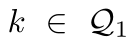 k ∈ 𝒬₁